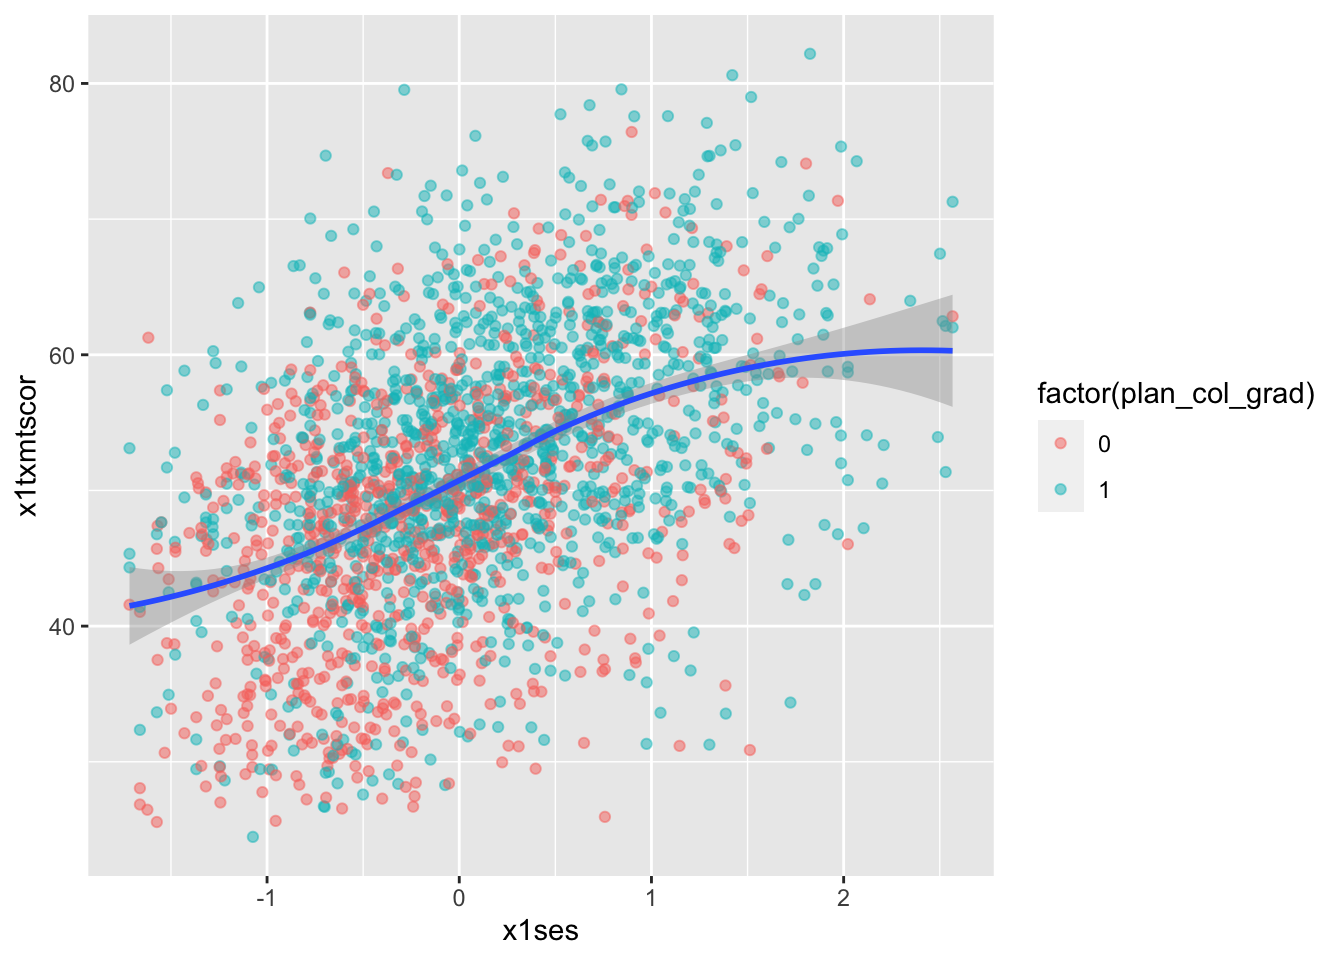 80
60
40
-1 0 1 2
x1ses
x1txmtscor
factor(plan_col_grad)
0
1